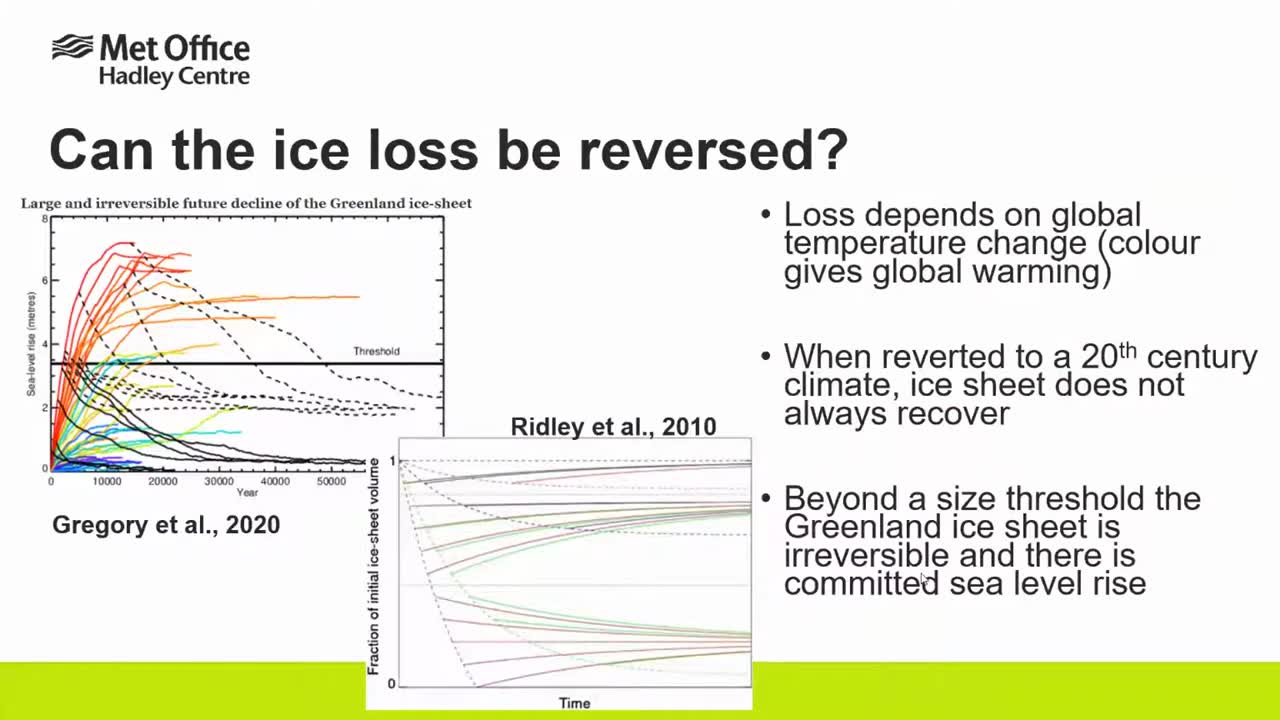 Met Office
Hadley Centre
Can the ice loss be reversed?
Large and irreversible future decline of the Greenland ice-sheet
8
6
4
2
0
Sea-level rise (metres)
Threshold
0 10000 20000 30000 40000 50000
Year
Gregory et al., 2020
Ridley et al., 2010
1
0
Fraction of initial ice-sheet volume
Time
• Loss depends on global
temperature change (colour
gives global warming)
• When reverted to a 20th century
climate, ice sheet does not
always recover
• Beyond a size threshold the
Greenland ice sheet is
irreversible and there is
committed sea level rise